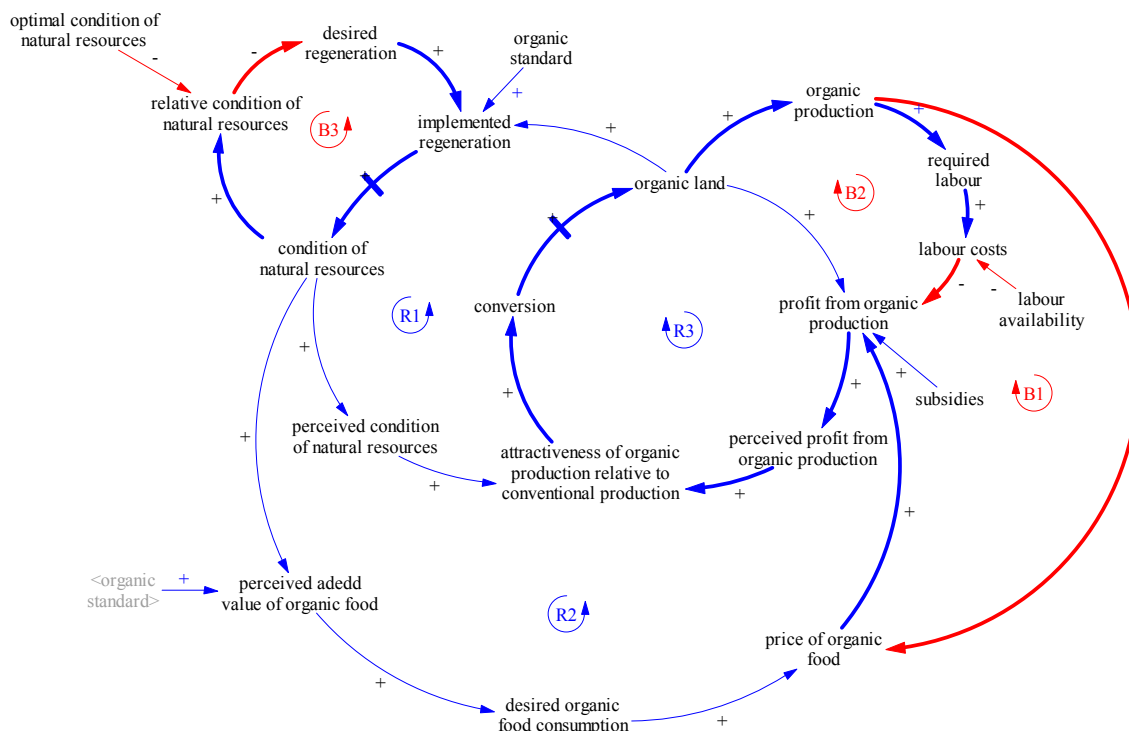 optimal condition of
natural resources
-
-
desired
regeneration
+
organic
standard
+
relative condition of
natural resources
B3
implemented
regeneration
+
+
organic
production
+
required
labour
+
organic land
B2
+
+
+
condition of
natural resources
+
labour costs
-
-
labour
availability
R1
conversion
+
R3
profit from organic
production
+
subsidies
B1
+
+
perceived condition
of natural resources
+
attractiveness of organic
production relative to
conventional production
+
perceived profit from
organic production
+
+
+
<organic
standard>
+
perceived adedd
value of organic food
R2
price of organic
food
+
desired organic
food consumption
+